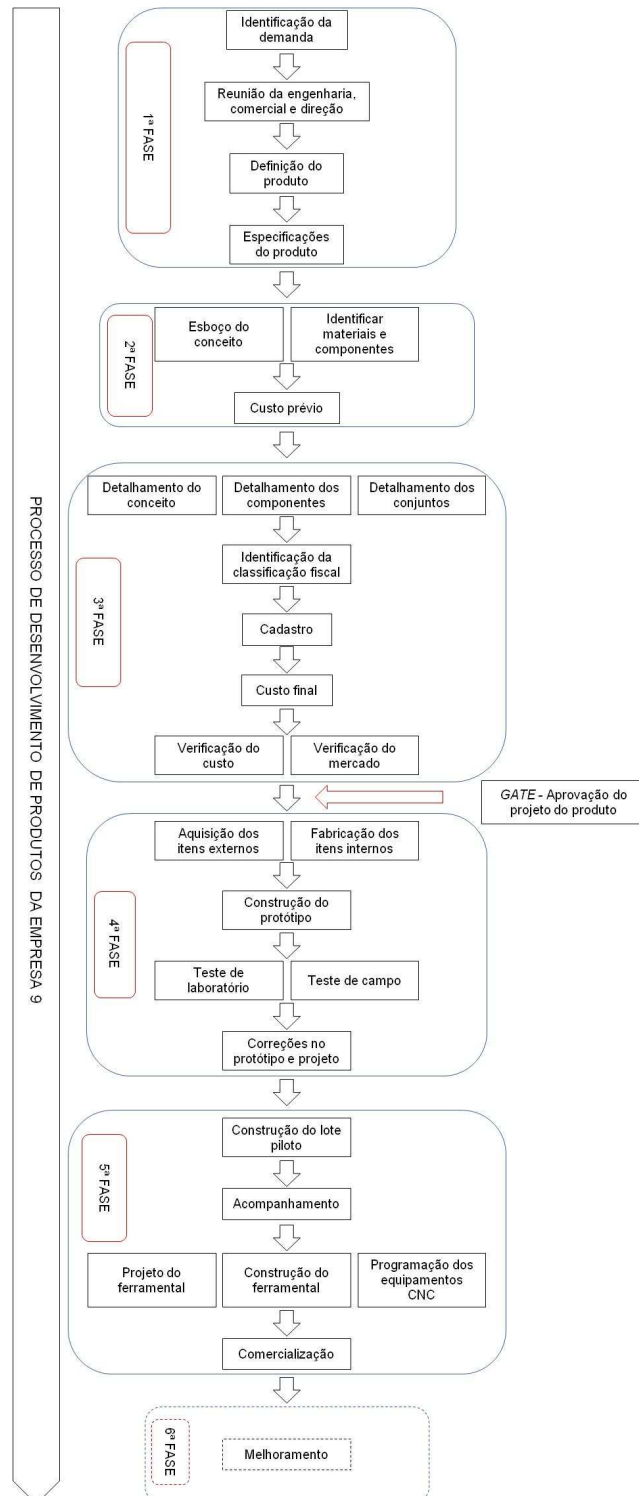 PROCESSO DE DESENVOLVIMENTO DE PRODUTOS DA EMPRESA 9
1ª FASE
Identificação da
demanda
Reunião da engenharia,
comercial e direção
Definição do
produto
Especificações
do produto
2ª FASE
Esboço do
conceito
Identificar
materiais e
componentes
Custo prévio
3ª FASE
Detalhamento do
conceito
Detalhamento dos
componentes
Detalhamento dos
conjuntos
Identificação da
classificação fiscal
Cadastro
Custo final
Verificação do
custo
Verificação do
mercado
GATE - Aprovação do
projeto do produto
4ª FASE
Aquisição dos
itens externos
Fabricação dos
itens internos
Construção do
protótipo
Teste de
laboratório
Teste de campo
Correções no
protótipo e projeto
5ª FASE
Construção do lote
piloto
Acompanhamento
Projeto do
ferramental
Construção do
ferramental
Programação dos
equipamentos
CNC
Comercialização
6ª FASE
Melhoramento